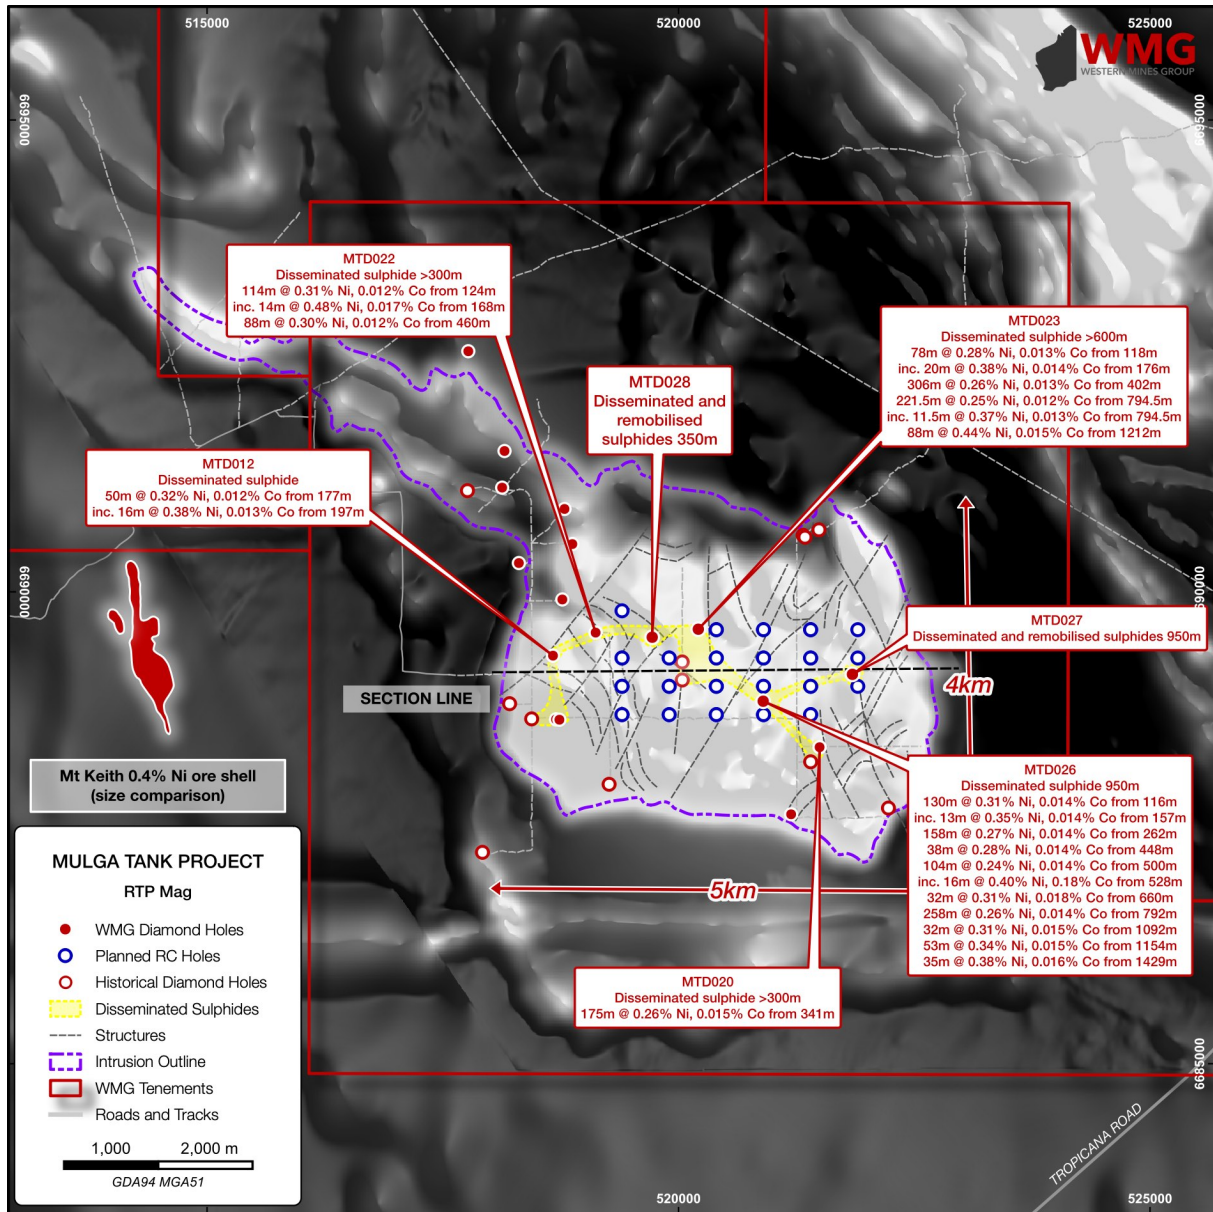 515000
520000
525000
WMG
WESTERN MINES GROUP
6695000
6695000
MTD022
Disseminated sulphide >300m
114m @ 0.31% Ni, 0.012% Co from 124m
inc. 14m @ 0.48% Ni, 0.017% Co from 168m
88m @ 0.30% Ni, 0.012% Co from 460m
MTD023
Disseminated sulphide >600m
78m @ 0.28% Ni, 0.013% Co from 118m
inc. 20m @ 0.38% Ni, 0.014% Co from 176m
306m @ 0.26% Ni, 0.013% Co from 402m
221.5m @ 0.25% Ni, 0.012% Co from 794.5m
inc. 11.5m @ 0.37% Ni, 0.013% Co from 794.5m
88m @ 0.44% Ni, 0.015% Co from 1212m
MTD028
Disseminated and
remobilised
sulphides 350m
MTD012
Disseminated sulphide
50m @ 0.32% Ni, 0.012% Co from 177m
inc. 16m @ 0.38% Ni, 0.013% Co from 197m
6690000
6690000
MTD027
Disseminated and remobilised sulphides 950m
4km
SECTION LINE
Mt Keith 0.4% Ni ore shell
(size comparison)
MTD026
Disseminated sulphide 950m
130m @ 0.31% Ni, 0.014% Co from 116m
inc. 13m @ 0.35% Ni, 0.014% Co from 157m
158m @ 0.27% Ni, 0.014% Co from 262m
38m @ 0.28% Ni, 0.014% Co from 448m
104m @ 0.24% Ni, 0.014% Co from 500m
inc. 16m @ 0.40% Ni, 0.18% Co from 528m
32m @ 0.31% Ni, 0.018% Co from 660m
258m @ 0.26% Ni, 0.014% Co from 792m
32m @ 0.31% Ni, 0.015% Co from 1092m
53m @ 0.34% Ni, 0.015% Co from 1154m
35m @ 0.38% Ni, 0.016% Co from 1429m
5km
MTD020
Disseminated sulphide >300m
175m @ 0.26% Ni, 0.015% Co from 341m
MULGA TANK PROJECT
RTP Mag
WMG Diamond Holes
Planned RC Holes
Historical Diamond Holes
Disseminated Sulphides
Structures
Intrusion Outline
WMG Tenements
Roads and Tracks
1,000 2,000 m
GDA94 MGA51
6685000
TROPICANA ROAD
520000
525000